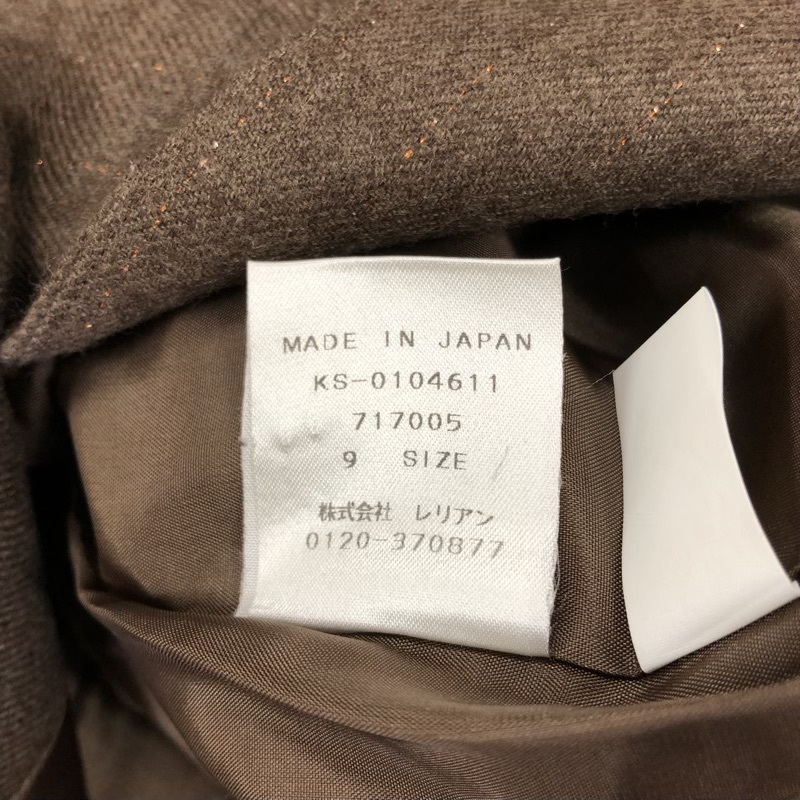 MADE IN JAPAN
KS-0104611
717005
9 SIZE
株式会社 レリアン
0120-370877